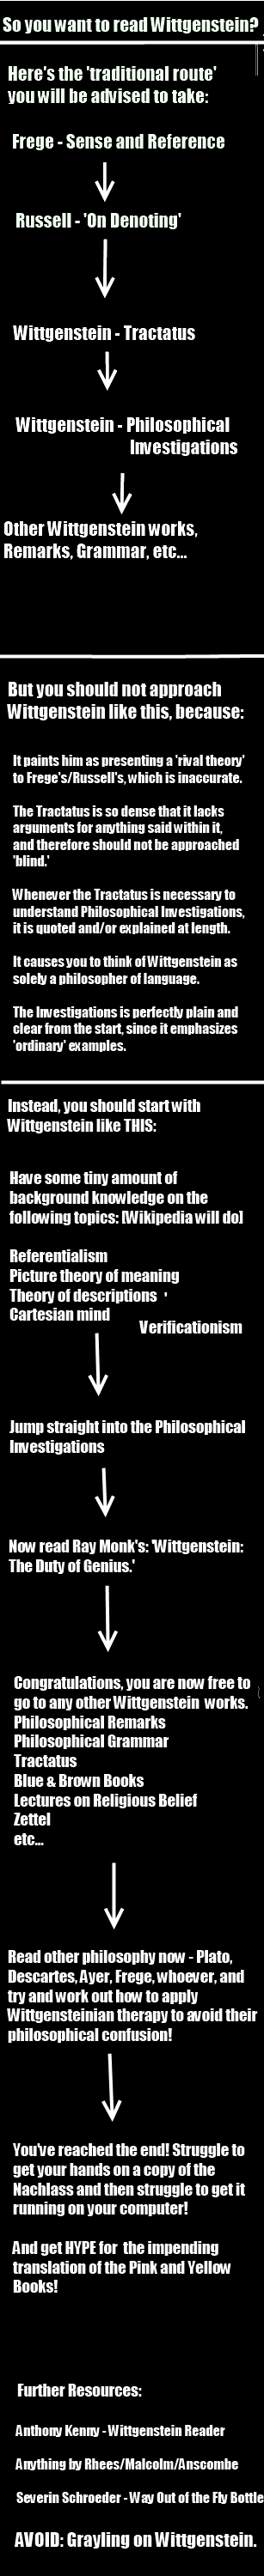 So you want to read Wittgenstein?
Here's the 'traditional route'
you will be advised to take:
Frege - Sense and Reference
Russell - 'On Denoting'
Wittgenstein - Tractatus
Wittgenstein - Philosophical
Investigations
Other Wittgenstein works,
Remarks, Grammar, etc...
But you should not approach
Wittgenstein like this, because:
It paints him as presenting a 'rival theory'
to Frege's/Russell's, which is inaccurate.
The Tractatus is so dense that it lacks
arguments for anything said within it,
and therefore should not be approached
'blind.'
Whenever the Tractatus is necessary to
understand Philosophical Investigations,
it is quoted and/or explained at length.
It causes you to think of Wittgenstein as
solely a philosopher of language.
The Investigations is perfectly plain and
clear from the start, since it emphasizes
'ordinary' examples.
Instead, you should start with
Wittgenstein like THIS:
Have some tiny amount of
background knowledge on the
following topics: [Wikipedia will do]
Referentialism
Picture theory of meaning
Theory of descriptions
Cartesian mind
Verificationism
Jump straight into the Philosophical
Investigations
Now read Ray Monk's: 'Wittgenstein:
The Duty of Genius.'
Congratulations, you are now free to
go to any other Wittgenstein works.
Philosophical Remarks
Philosophical Grammar
Tractatus
Blue & Brown Books
Lectures on Religious Belief
Zettel
etc...
Read other philosophy now - Plato,
Descartes, Ayer, Frege, whoever, and
try and work out how to apply
Wittgensteinian therapy to avoid their
philosophical confusion!
You've reached the end! Struggle to
get your hands on a copy of the
Nachlass and then struggle to get it
running on your computer!
And get HYPE for the impending
translation of the Pink and Yellow
Books!
Further Resources:
Anthony Kenny - Wittgenstein Reader
Anything by Rhees/Malcolm/Anscombe
Severin Schroeder - Way Out of the Fly Bottle
AVOID: Grayling on Wittgenstein.